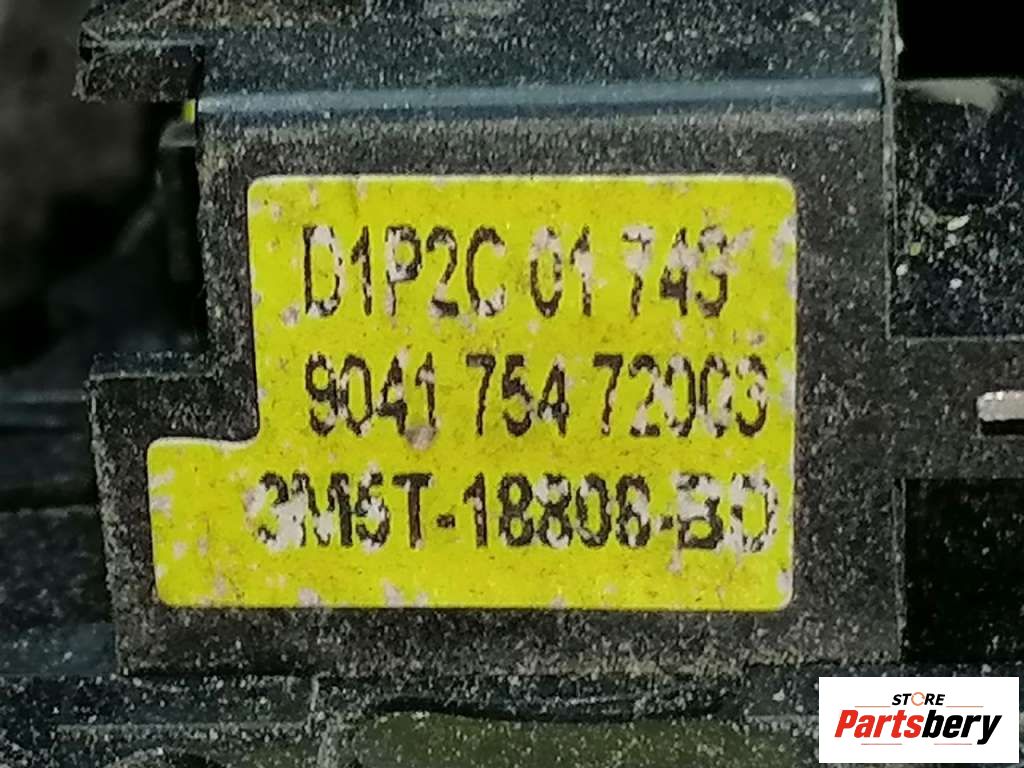 D1P2C 01 743
9041 754 72003
3M5T-18806-BD
STORE
Partsbery